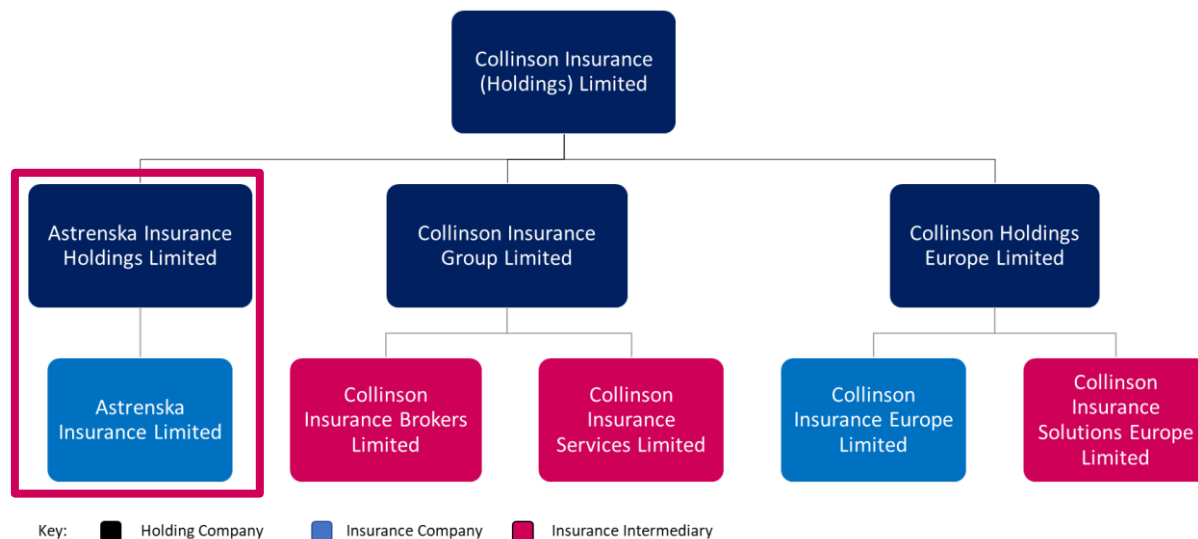 Collinson Insurance
(Holdings) Limited
Astrenska Insurance
Holdings Limited
Collinson Insurance
Group Limited
Collinson Holdings
Europe Limited
Astrenska
Insurance Limited
Collinson
Insurance Brokers
Limited
Collinson
Insurance
Services Limited
Collinson
Insurance Europe
Limited
Collinson
Insurance
Solutions Europe
Limited
Key: Holding Company Insurance Company Insurance Intermediary